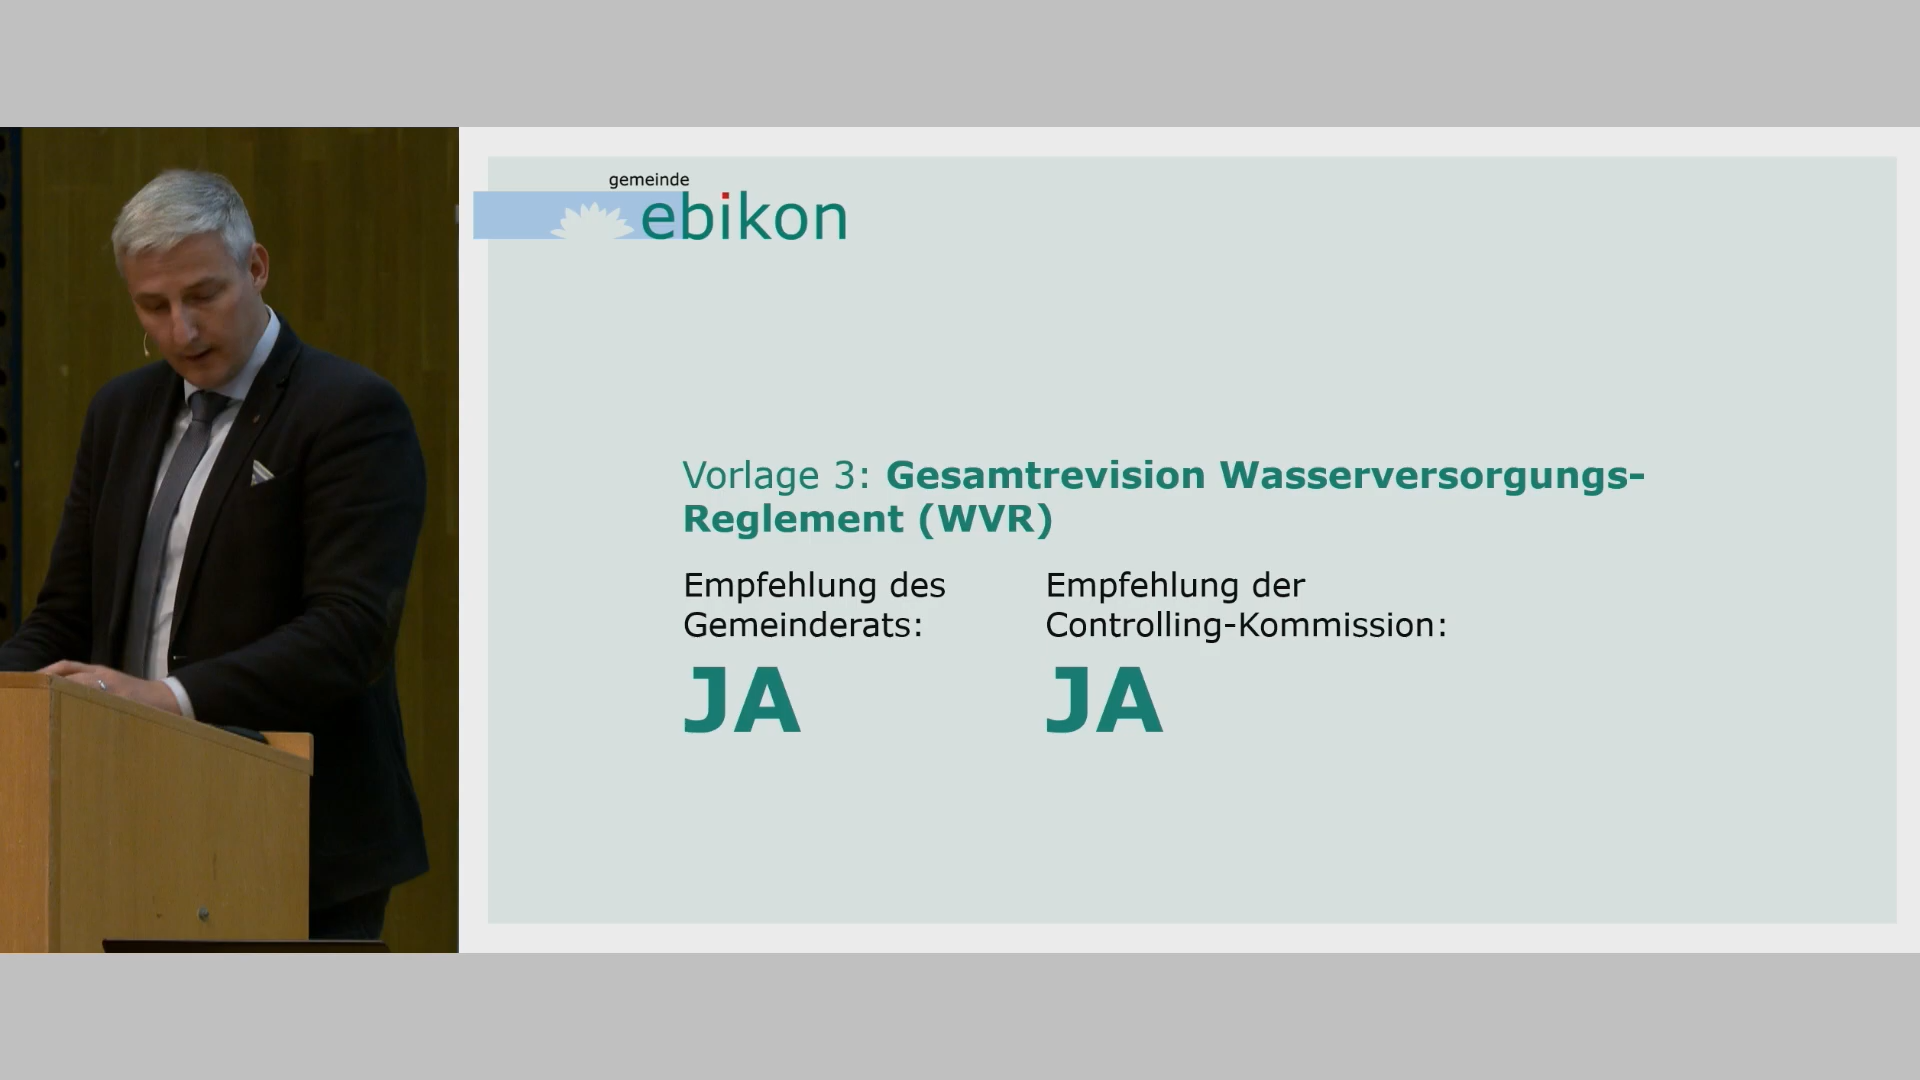 gemeinde
ebikon
Vorlage 3: Gesamtrevision Wasserversorgungs-
Reglement (WVR)
Empfehlung des
Gemeinderats:
JA
Empfehlung der
Controlling-Kommission:
JA